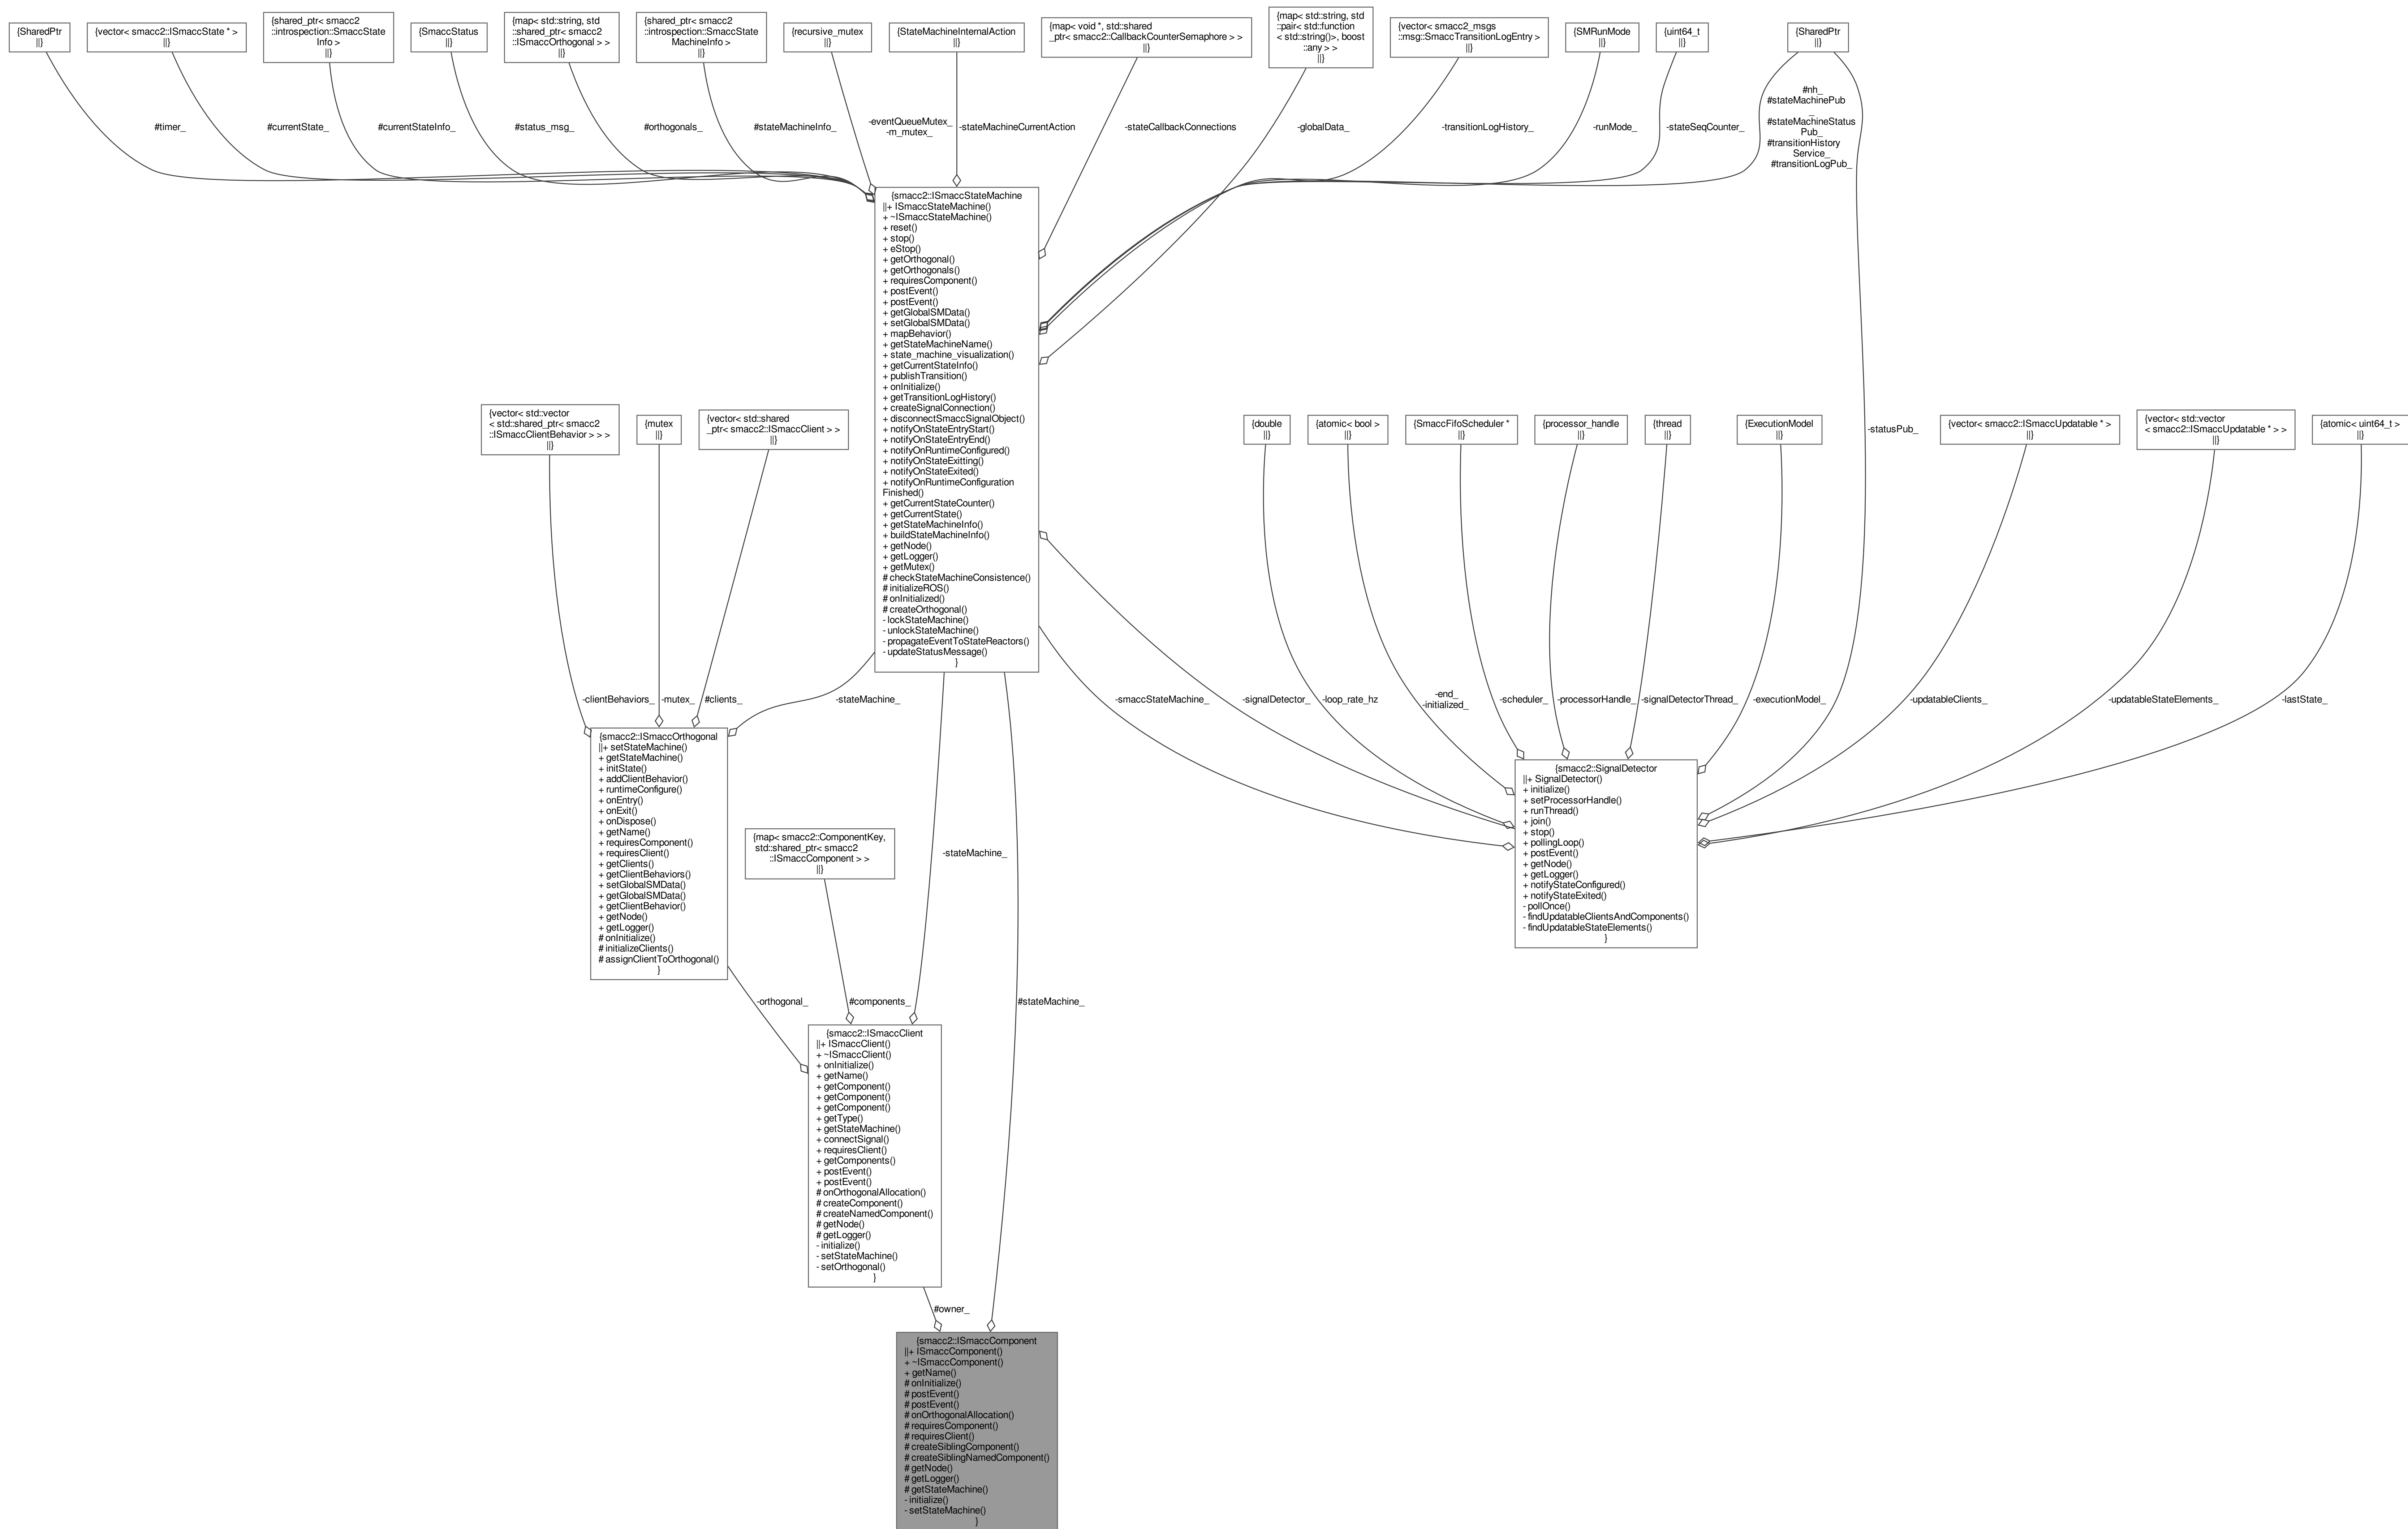 {SharedPtr
||}
{vector< smacc2::ISmaccState * >
||}
{shared_ptr< smacc2
::introspection::SmaccState
Info >
||}
{SmaccStatus
||}
{map< std::string, std
::shared_ptr< smacc2
::ISmaccOrthogonal > >
||}
{shared_ptr< smacc2
::introspection::SmaccState
MachineInfo >
||}
{recursive_mutex
||}
{StateMachineInternalAction
||}
{map< void *, std::shared
_ptr< smacc2::CallbackCounterSemaphore > >
||}
{map< std::string, std
::pair< std::function
< std::string()>, boost
::any > >
||}
{vector< smacc2_msgs
::msg::SmaccTransitionLogEntry >
||}
{SMRunMode
||}
{uint64_t
||}
{SharedPtr
||}
#timer_
#currentState_
#currentStateInfo_
#status_msg_
#orthogonals_
#stateMachineInfo_
-eventQueueMutex_
-m_mutex_
-stateMachineCurrentAction
-stateCallbackConnections
-globalData_
-transitionLogHistory_
-runMode_
-stateSeqCounter_
#nh_
#stateMachinePub
_
#stateMachineStatus
Pub_
#transitionHistory
Service_
#transitionLogPub_
{smacc2::ISmaccStateMachine
||+ ISmaccStateMachine()
+ ~ISmaccStateMachine()
+ reset()
+ stop()
+ eStop()
+ getOrthogonal()
+ getOrthogonals()
+ requiresComponent()
+ postEvent()
+ postEvent()
+ getGlobalSMData()
+ setGlobalSMData()
+ mapBehavior()
+ getStateMachineName()
+ state_machine_visualization()
+ getCurrentStateInfo()
+ publishTransition()
+ onInitialize()
+ getTransitionLogHistory()
+ createSignalConnection()
+ disconnectSmaccSignalObject()
+ notifyOnStateEntryStart()
+ notifyOnStateEntryEnd()
+ notifyOnRuntimeConfigured()
+ notifyOnStateExitting()
+ notifyOnStateExited()
+ notifyOnRuntimeConfiguration
Finished()
+ getCurrentStateCounter()
+ getCurrentState()
+ getStateMachineInfo()
+ buildStateMachineInfo()
+ getNode()
+ getLogger()
+ getMutex()
# checkStateMachineConsistence()
# initializeROS()
# onInitialized()
# createOrthogonal()
- lockStateMachine()
- unlockStateMachine()
- propagateEventToStateReactors()
- updateStatusMessage()
}
{vector< std::vector
< std::shared_ptr< smacc2
::ISmaccClientBehavior > > >
||}
{mutex
||}
{vector< std::shared
_ptr< smacc2::ISmaccClient > >
||}
{double
||}
{atomic< bool >
||}
{SmaccFifoScheduler *
||}
{processor_handle
||}
{thread
||}
{ExecutionModel
||}
-statusPub_
{vector< smacc2::ISmaccUpdatable * >
||}
{vector< std::vector
< smacc2::ISmaccUpdatable * > >
||}
{atomic< uint64_t >
||}
-clientBehaviors_
-mutex_
#clients_
-stateMachine_
-smaccStateMachine_
-signalDetector_
-loop_rate_hz
-end_
-initialized_
-scheduler_
-processorHandle_
-signalDetectorThread_
-executionModel_
-updatableClients_
-updatableStateElements_
-lastState_
{smacc2::ISmaccOrthogonal
||+ setStateMachine()
+ getStateMachine()
+ initState()
+ addClientBehavior()
+ runtimeConfigure()
+ onEntry()
+ onExit()
+ onDispose()
+ getName()
+ requiresComponent()
+ requiresClient()
+ getClients()
+ getClientBehaviors()
+ setGlobalSMData()
+ getGlobalSMData()
+ getClientBehavior()
+ getNode()
+ getLogger()
# onInitialize()
# initializeClients()
# assignClientToOrthogonal()
}
{smacc2::SignalDetector
||+ SignalDetector()
+ initialize()
+ setProcessorHandle()
+ runThread()
+ join()
+ stop()
+ pollingLoop()
+ postEvent()
+ getNode()
+ getLogger()
+ notifyStateConfigured()
+ notifyStateExited()
- pollOnce()
- findUpdatableClientsAndComponents()
- findUpdatableStateElements()
}
{map< smacc2::ComponentKey,
std::shared_ptr< smacc2
::ISmaccComponent > >
||}
-stateMachine_
-orthogonal_
#components_
#stateMachine_
{smacc2::ISmaccClient
||+ ISmaccClient()
+ ~ISmaccClient()
+ onInitialize()
+ getName()
+ getComponent()
+ getComponent()
+ getComponent()
+ getType()
+ getStateMachine()
+ connectSignal()
+ requiresClient()
+ getComponents()
+ postEvent()
+ postEvent()
# onOrthogonalAllocation()
# createComponent()
# createNamedComponent()
# getNode()
# getLogger()
- initialize()
- setStateMachine()
- setOrthogonal()
}
#owner_
{smacc2::ISmaccComponent
||+ ISmaccComponent()
+ ~ISmaccComponent()
+ getName()
# onInitialize()
# postEvent()
# postEvent()
# onOrthogonalAllocation()
# requiresComponent()
# requiresClient()
# createSiblingComponent()
# createSiblingNamedComponent()
# getNode()
# getLogger()
# getStateMachine()
- initialize()
- setStateMachine()
}